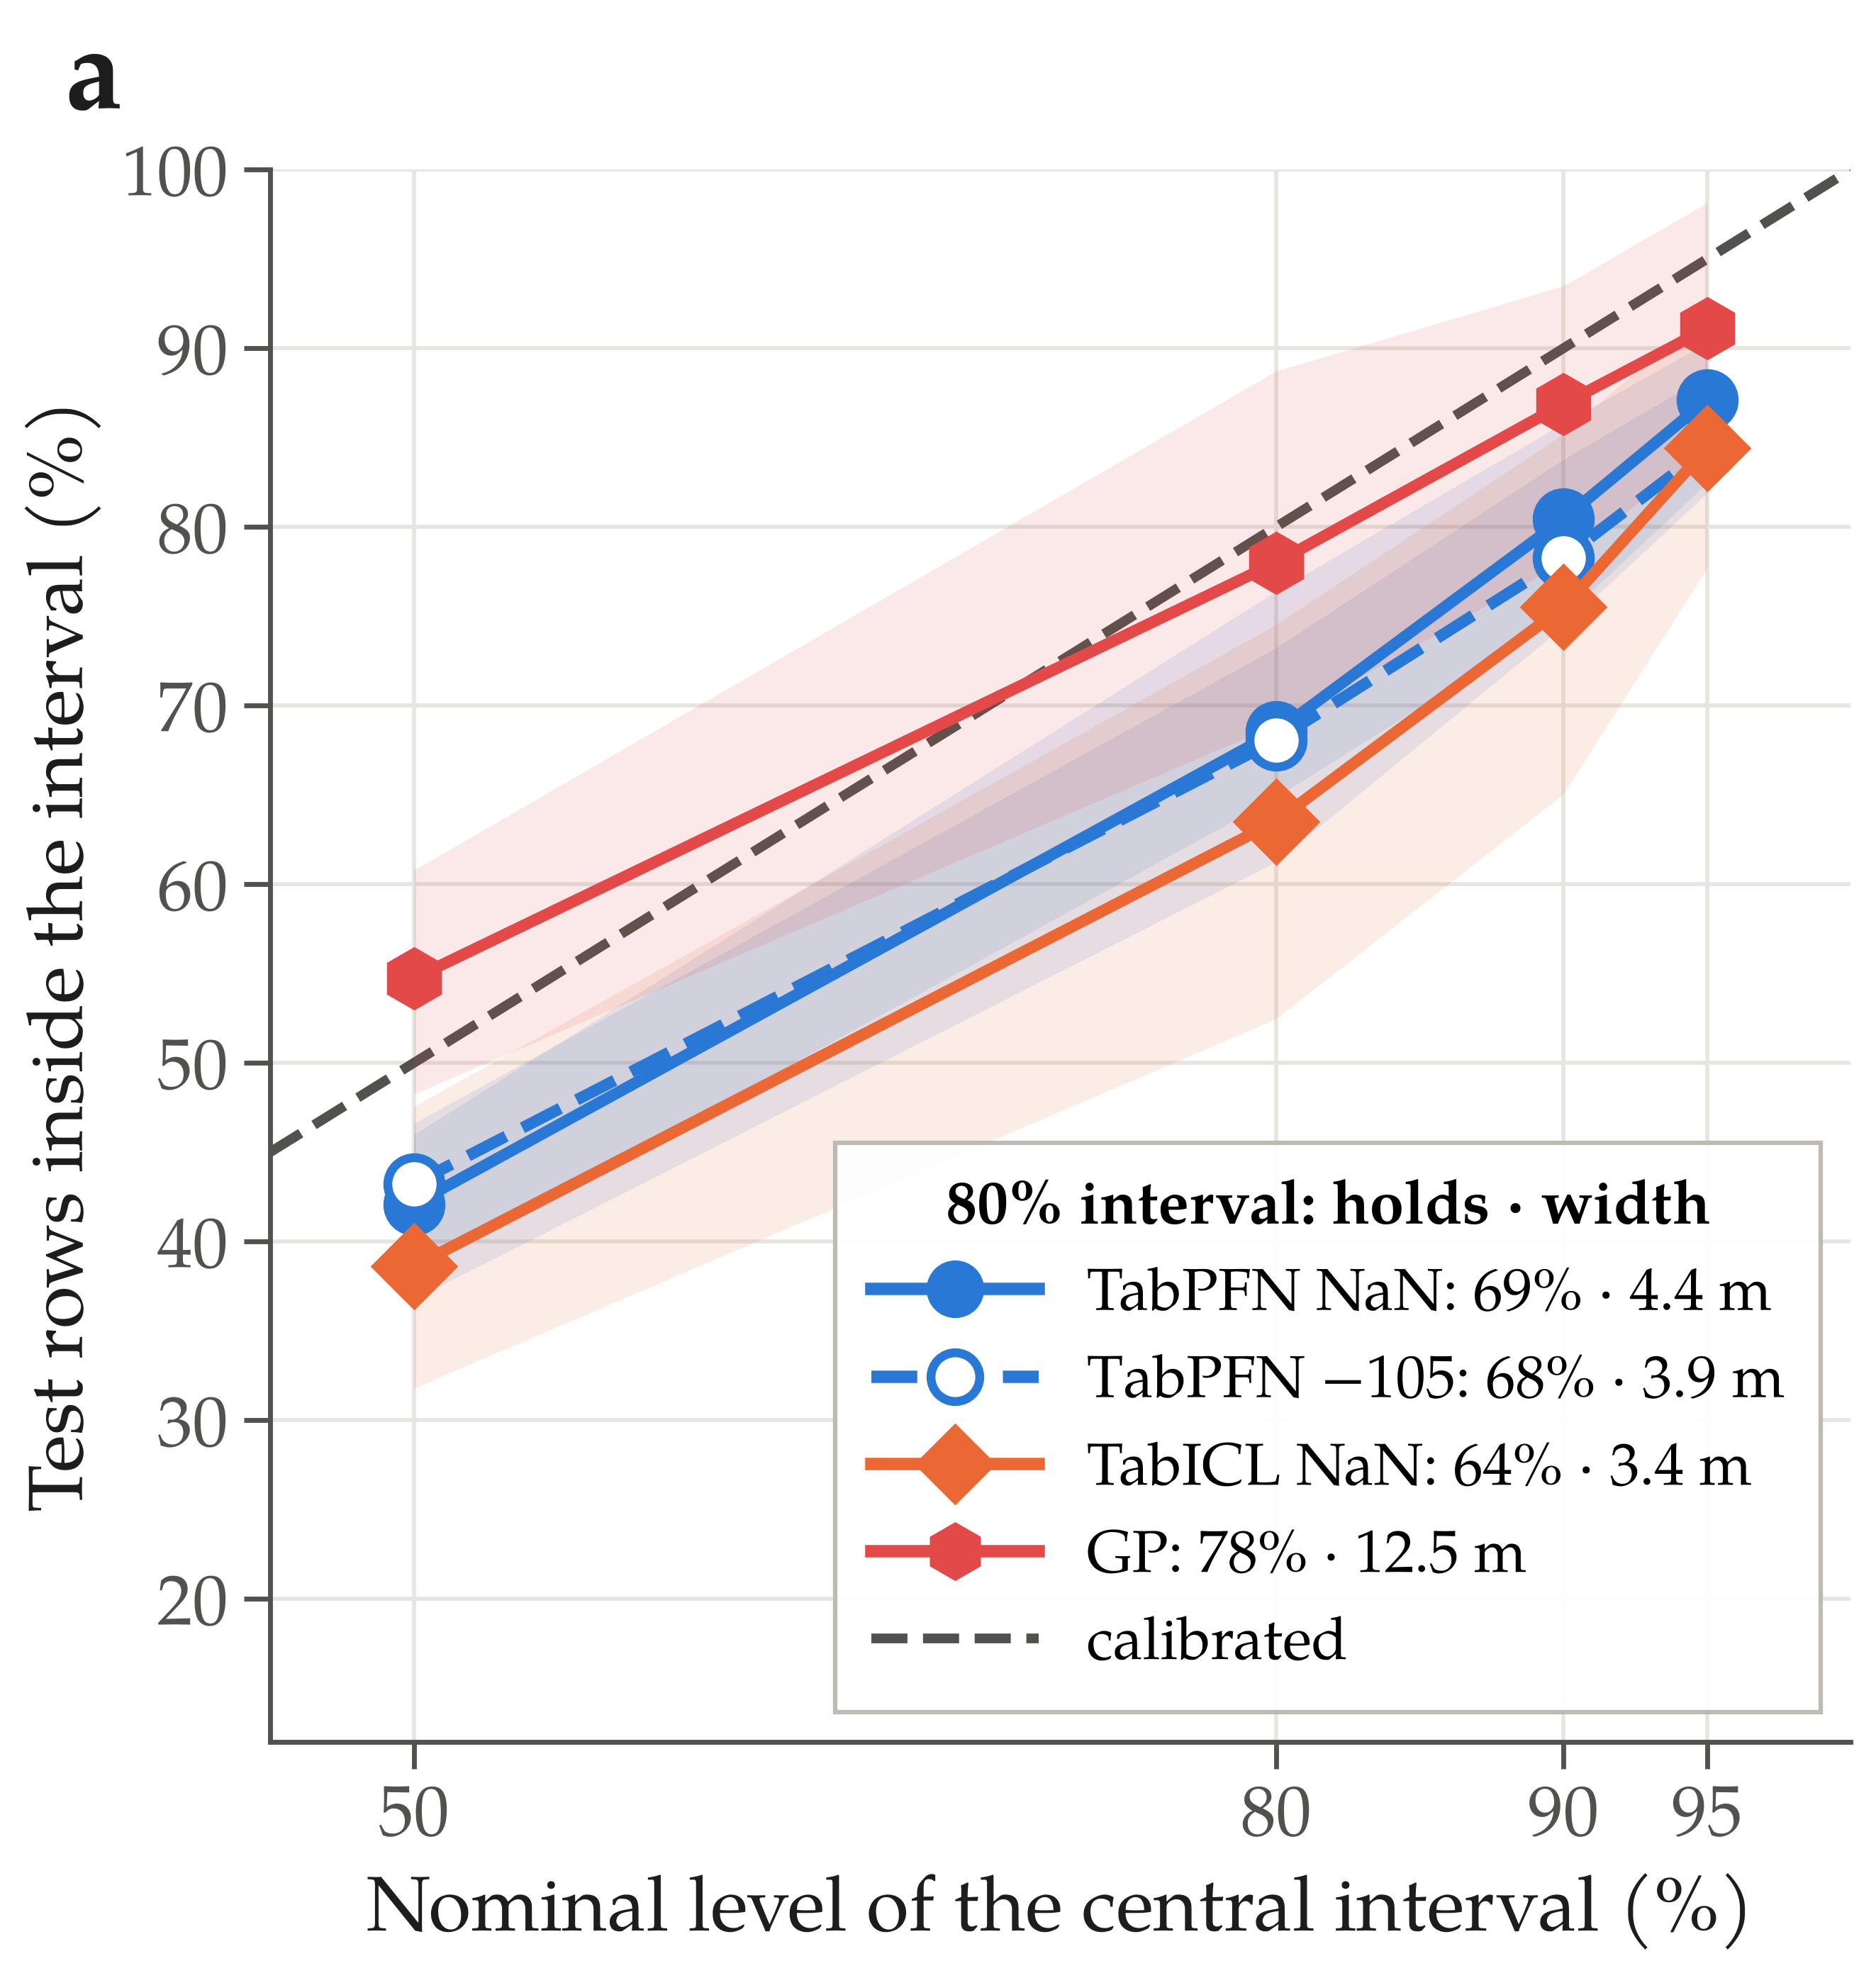 a
Test rows inside the interval (%)
100
90
80
70
60
50
40
30
20
80% interval: holds · width
TabPFN NaN: 69% · 4.4 m
TabPFN −105: 68% · 3.9 m
TabICL NaN: 64% · 3.4 m
GP: 78% · 12.5 m
calibrated
50 80 90 95
Nominal level of the central interval (%)